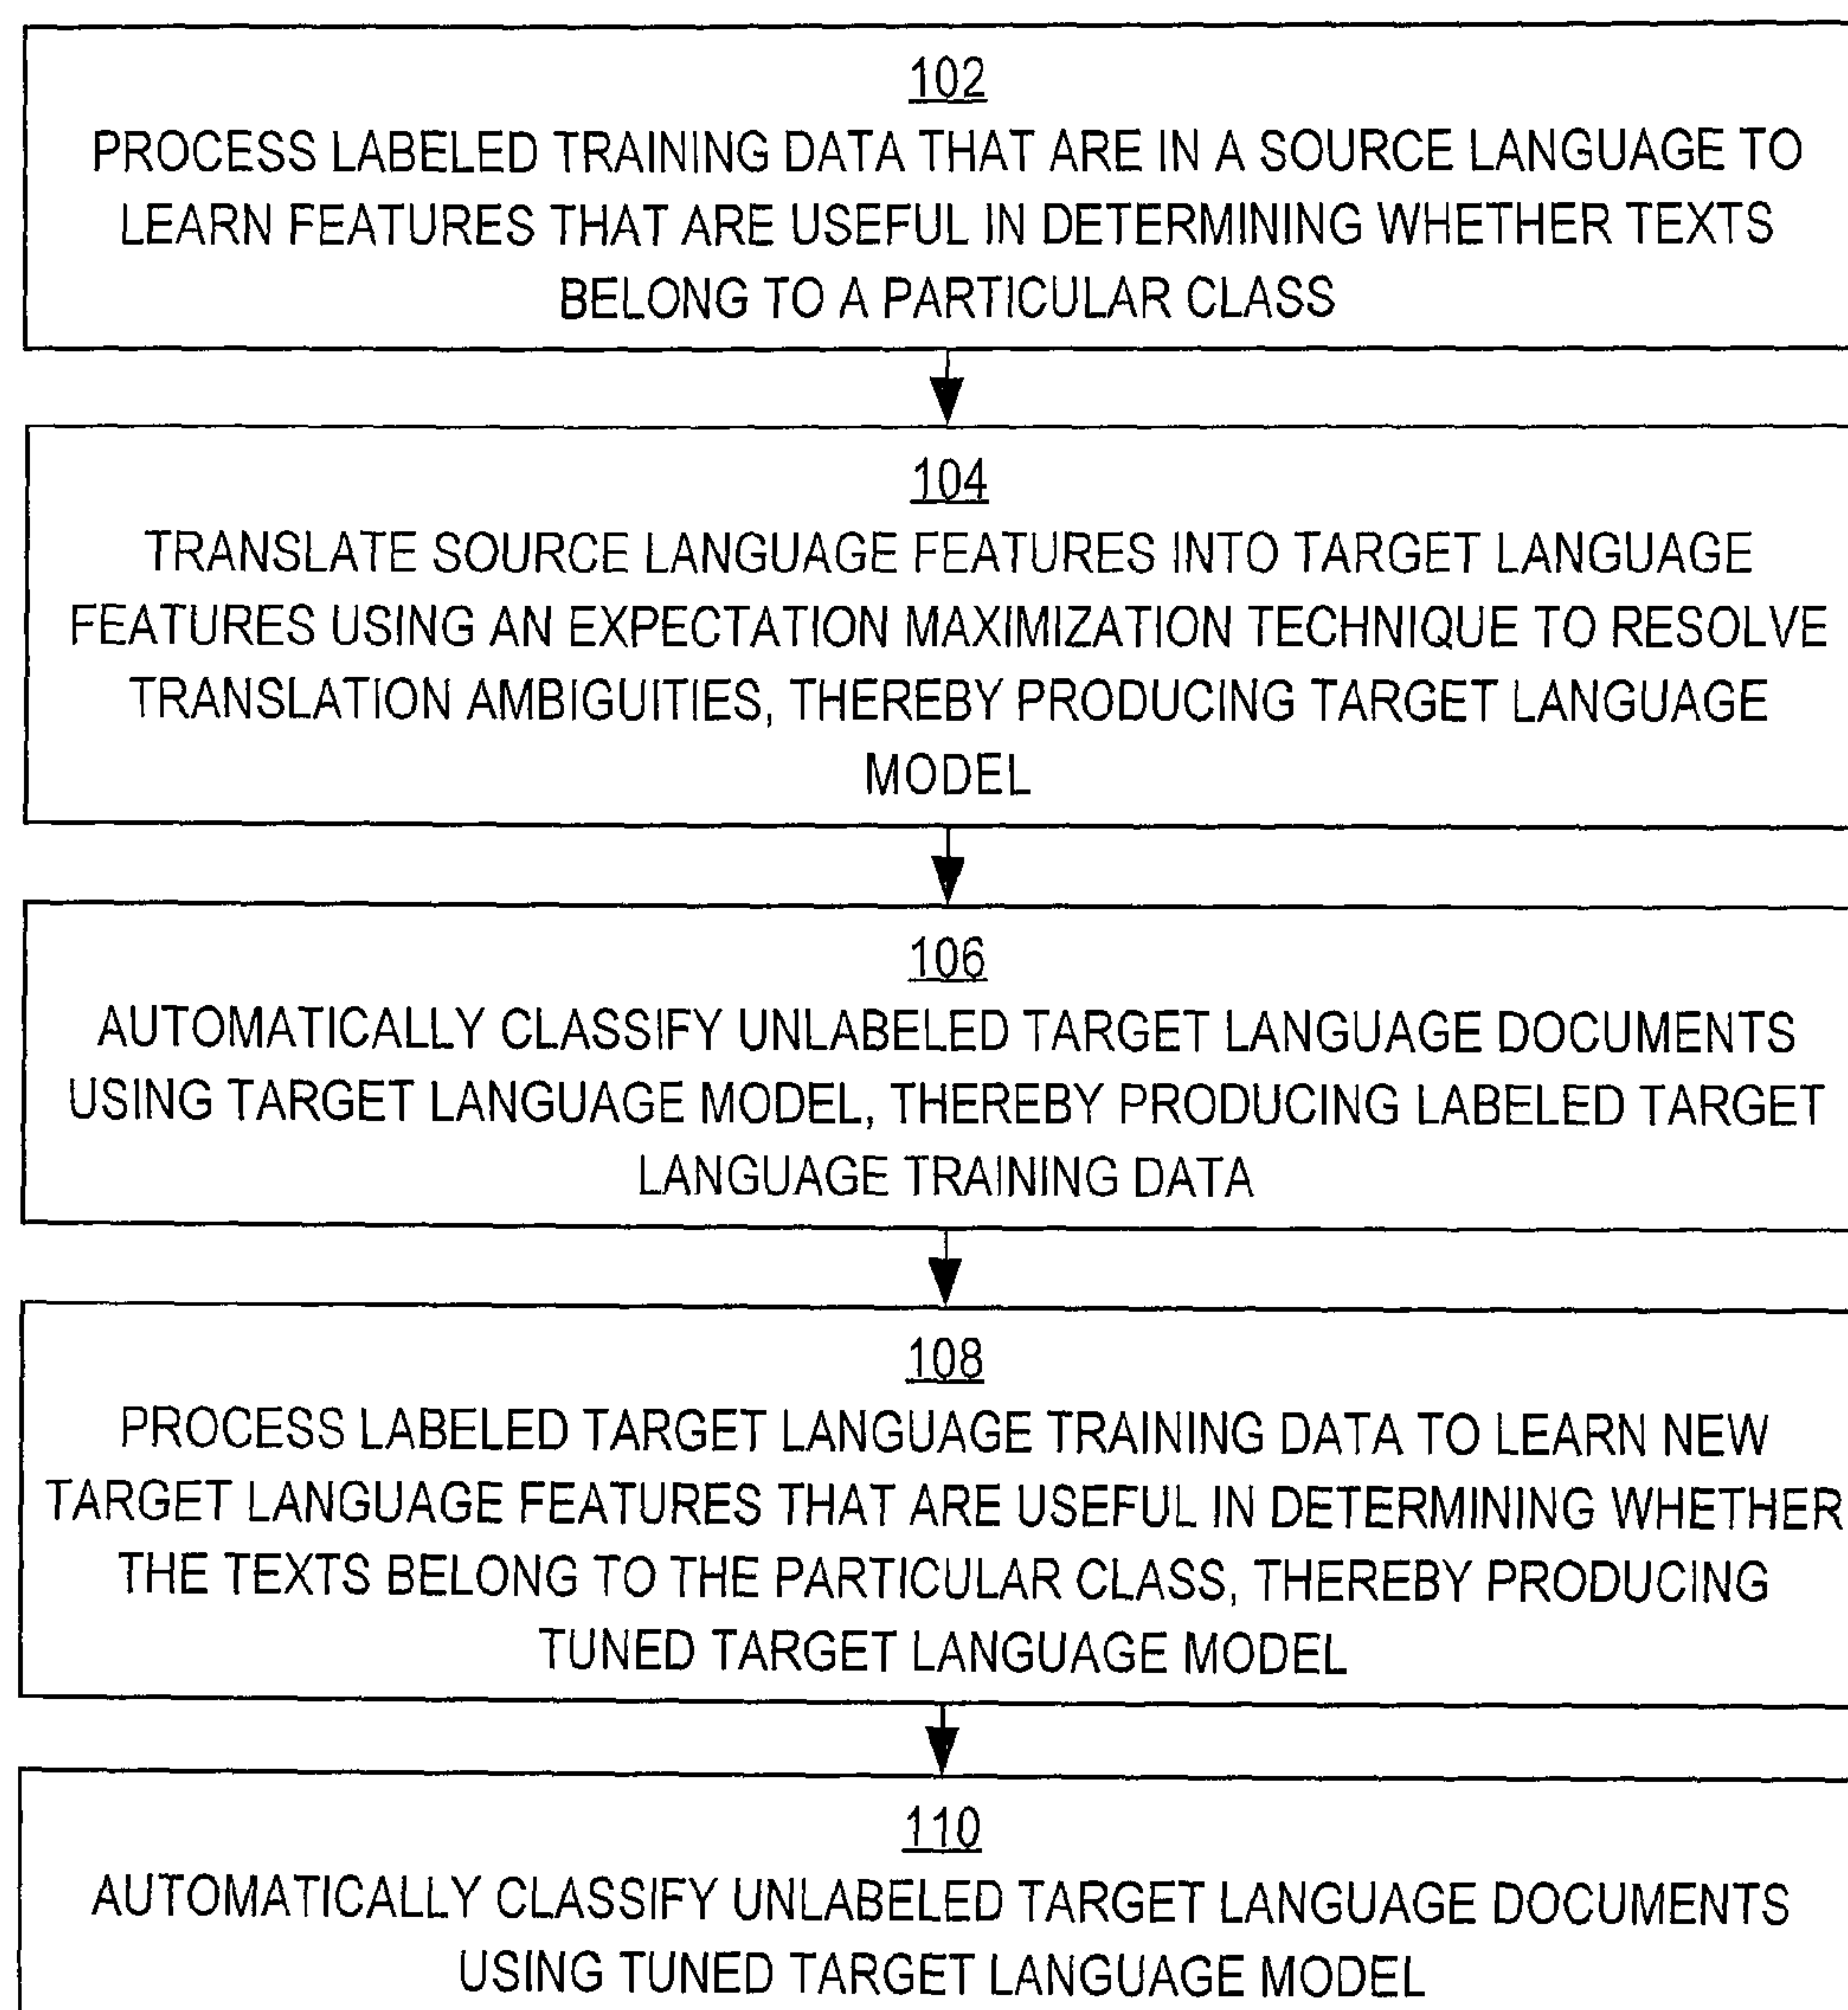 102
PROCESS LABELED TRAINING DATA THAT ARE IN A SOURCE LANGUAGE TO
LEARN FEATURES THAT ARE USEFUL IN DETERMINING WHETHER TEXTS
BELONG TO A PARTICULAR CLASS
104
TRANSLATE SOURCE LANGUAGE FEATURES INTO TARGET LANGUAGE
FEATURES USING AN EXPECTATION MAXIMIZATION TECHNIQUE TO RESOLVE
TRANSLATION AMBIGUITIES, THEREBY PRODUCING TARGET LANGUAGE
MODEL
106
AUTOMATICALLY CLASSIFY UNLABELED TARGET LANGUAGE DOCUMENTS
USING TARGET LANGUAGE MODEL, THEREBY PRODUCING LABELED TARGET
LANGUAGE TRAINING DATA
108
PROCESS LABELED TARGET LANGUAGE TRAINING DATA TO LEARN NEW
TARGET LANGUAGE FEATURES THAT ARE USEFUL IN DETERMINING WHETHER
THE TEXTS BELONG TO THE PARTICULAR CLASS, THEREBY PRODUCING
TUNED TARGET LANGUAGE MODEL
110
AUTOMATICALLY CLASSIFY UNLABELED TARGET LANGUAGE DOCUMENTS
USING TUNED TARGET LANGUAGE MODEL